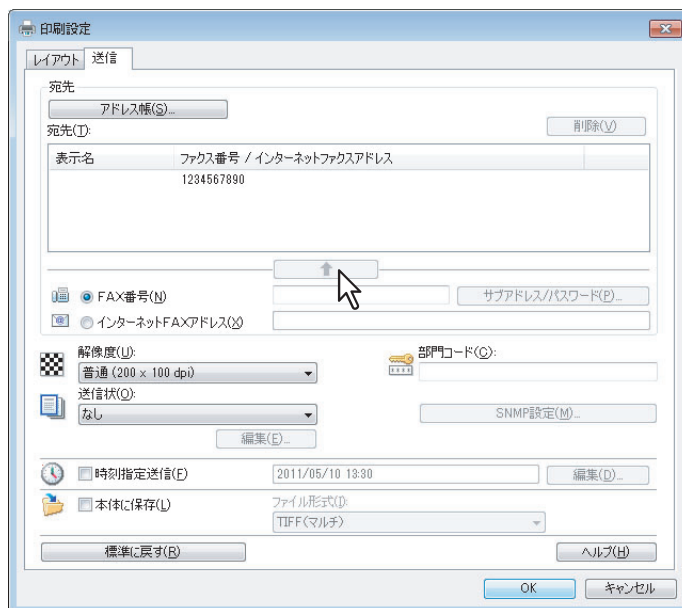 印刷設定
レイアウト 送信
宛先
アドレス帳(S)...
宛先(T):
削除(V)
表示名 ファクス番号 / インターネットファクスアドレス
1234567890
FAX番号(N) サブアドレス/パスワード(P)...
インターネットFAXアドレス(X)
解像度(U): 部門コード(C):
普通 (200 x 100 dpi)
送信状(O):
なし SNMP設定(M)...
編集(E)...
時刻指定送信(F) 2011/05/10 13:30 編集(D)...
本体に保存(L) ファイル形式(I):
TIFF(マルチ)
標準に戻す(R) ヘルプ(H)
OK キャンセル